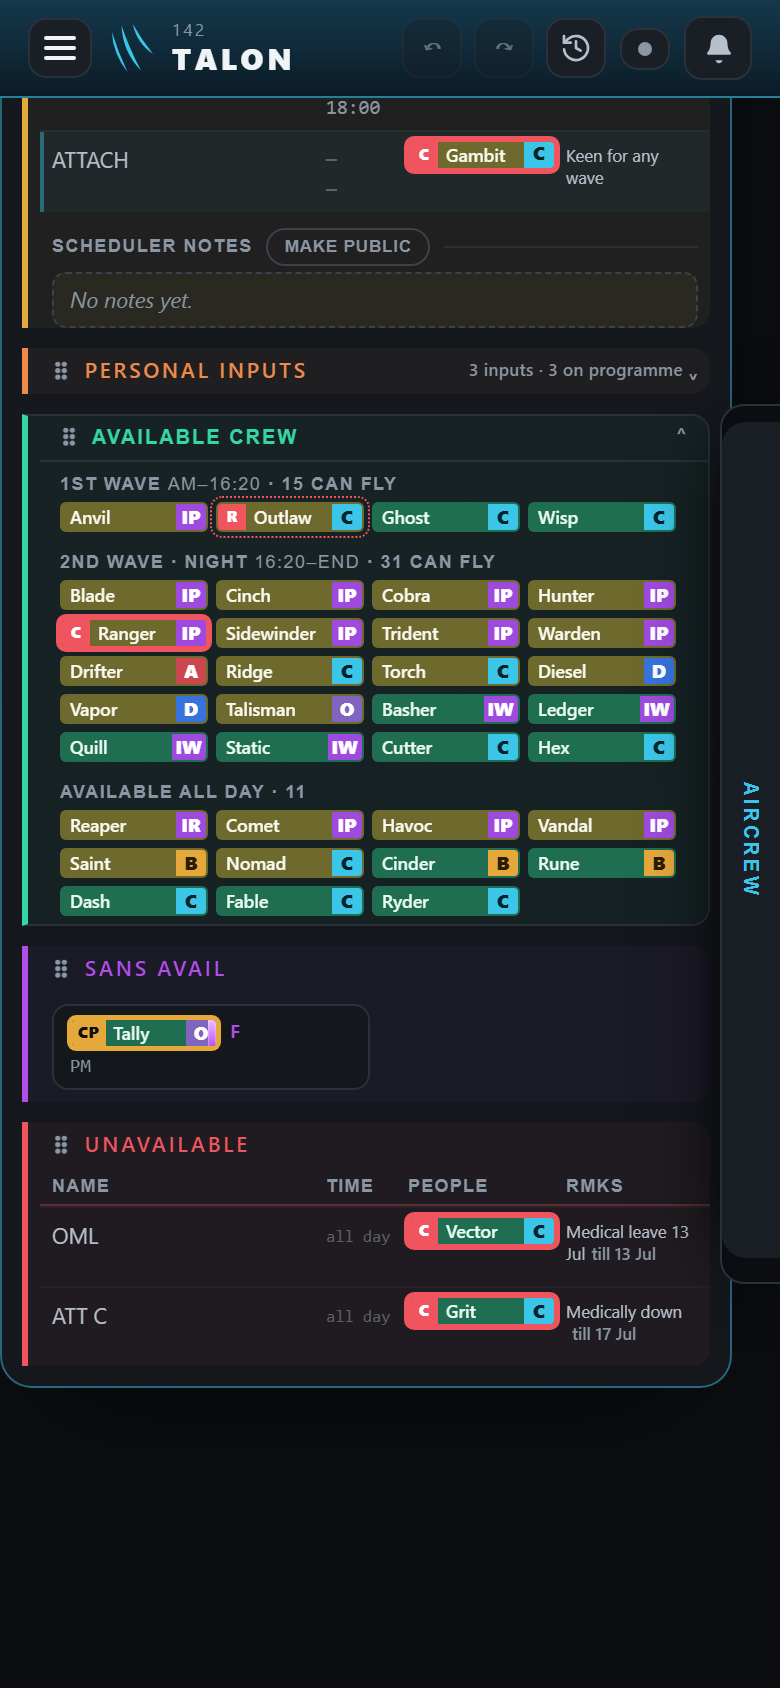 142
TALON
18:00
ATTACH – C Gambit C Keen for any
– wave
SCHEDULER NOTES MAKE PUBLIC
No notes yet.
PERSONAL INPUTS 3 inputs · 3 on programme
AVAILABLE CREW
1ST WAVE AM–16:20 · 15 CAN FLY
Anvil IP R Outlaw C Ghost C Wisp C
2ND WAVE · NIGHT 16:20–END · 31 CAN FLY
Blade IP Cinch IP Cobra IP Hunter IP
C Ranger IP Sidewinder IP Trident IP Warden IP
Drifter A Ridge C Torch C Diesel D
Vapor D Talisman O Basher IW Ledger IW
Quill IW Static IW Cutter C Hex C
AVAILABLE ALL DAY · 11
Reaper IR Comet IP Havoc IP Vandal IP
Saint B Nomad C Cinder B Rune B
Dash C Fable C Ryder C
AIRCREW
SANS AVAIL
CP Tally O F
PM
UNAVAILABLE
NAME TIME PEOPLE RMKS
OML all day C Vector C Medical leave 13
Jul till 13 Jul
ATT C all day C Grit C Medically down
till 17 Jul